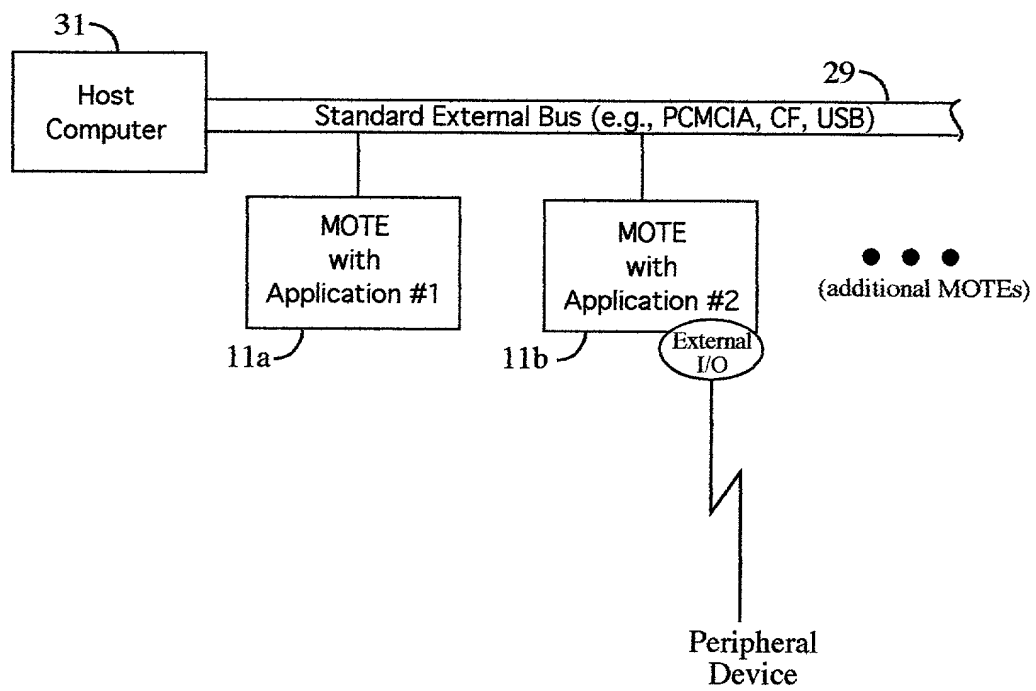 31
Host
Computer
29
Standard External Bus (e.g., PCMCIA, CF, USB)
MOTE
with
Application #1
11a
MOTE
with
Application #2
11b
External
I/O
(additional MOTEs)
Peripheral
Device